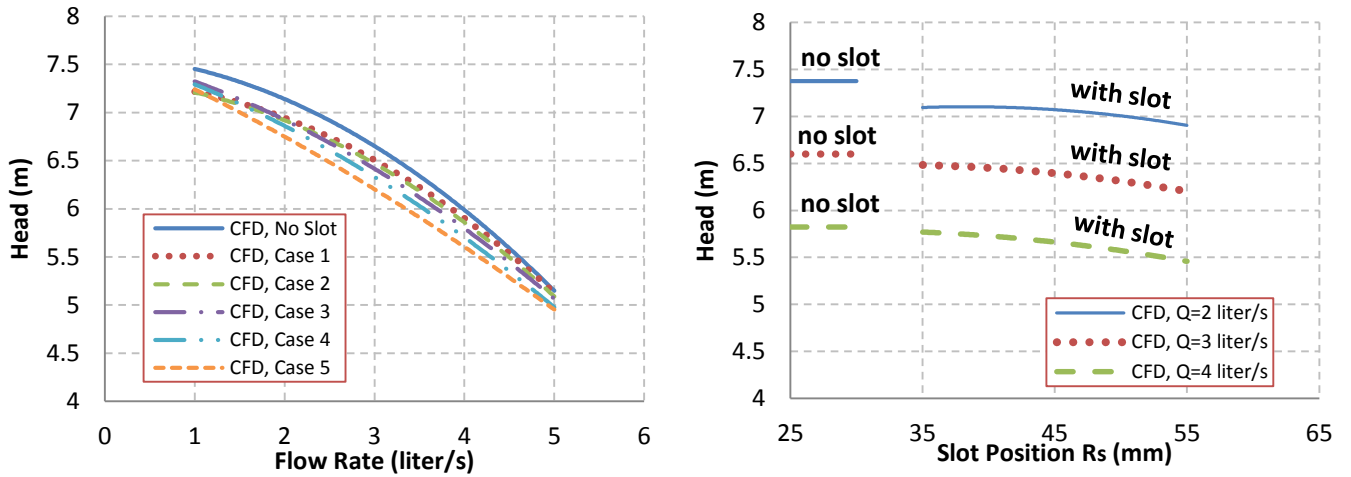 8
7.5
7
6.5
6
5.5
5
4.5
4
Head (m)
CFD, No Slot
CFD, Case 1
CFD, Case 2
CFD, Case 3
CFD, Case 4
CFD, Case 5
0 1 2 3 4 5 6
Flow Rate (liter/s)
8
7.5
7
6.5
6
5.5
5
4.5
4
Head (m)
no slot
with slot
no slot
with slot
no slot
with slot
CFD, Q=2 liter/s
CFD, Q=3 liter/s
CFD, Q=4 liter/s
25 35 45 55 65
Slot Position Rs (mm)